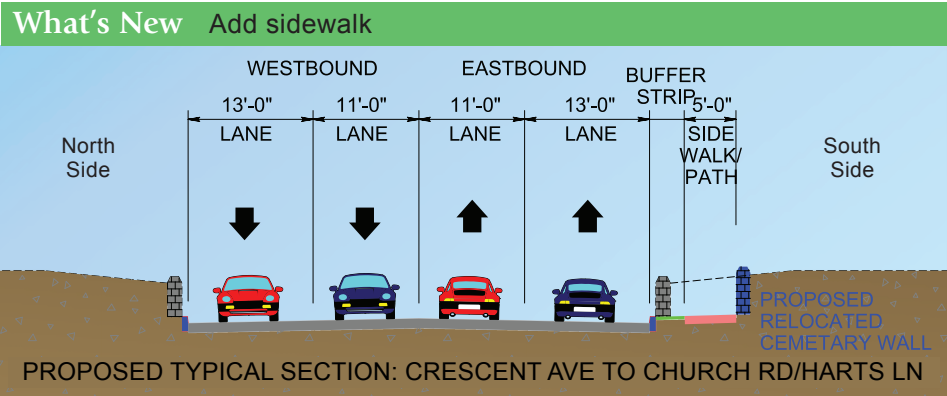 What's New Add sidewalk
WESTBOUND
EASTBOUND
BUFFER
STRIP
13'-0"
11'-0"
11'-0"
13'-0"
5'-0"
LANE
LANE
LANE
LANE
SIDE
WALK/
PATH
North
Side
South
Side
PROPOSED
RELOCATED
CEMETARY WALL
PROPOSED TYPICAL SECTION: CRESCENT AVE TO CHURCH RD/HARTS LN